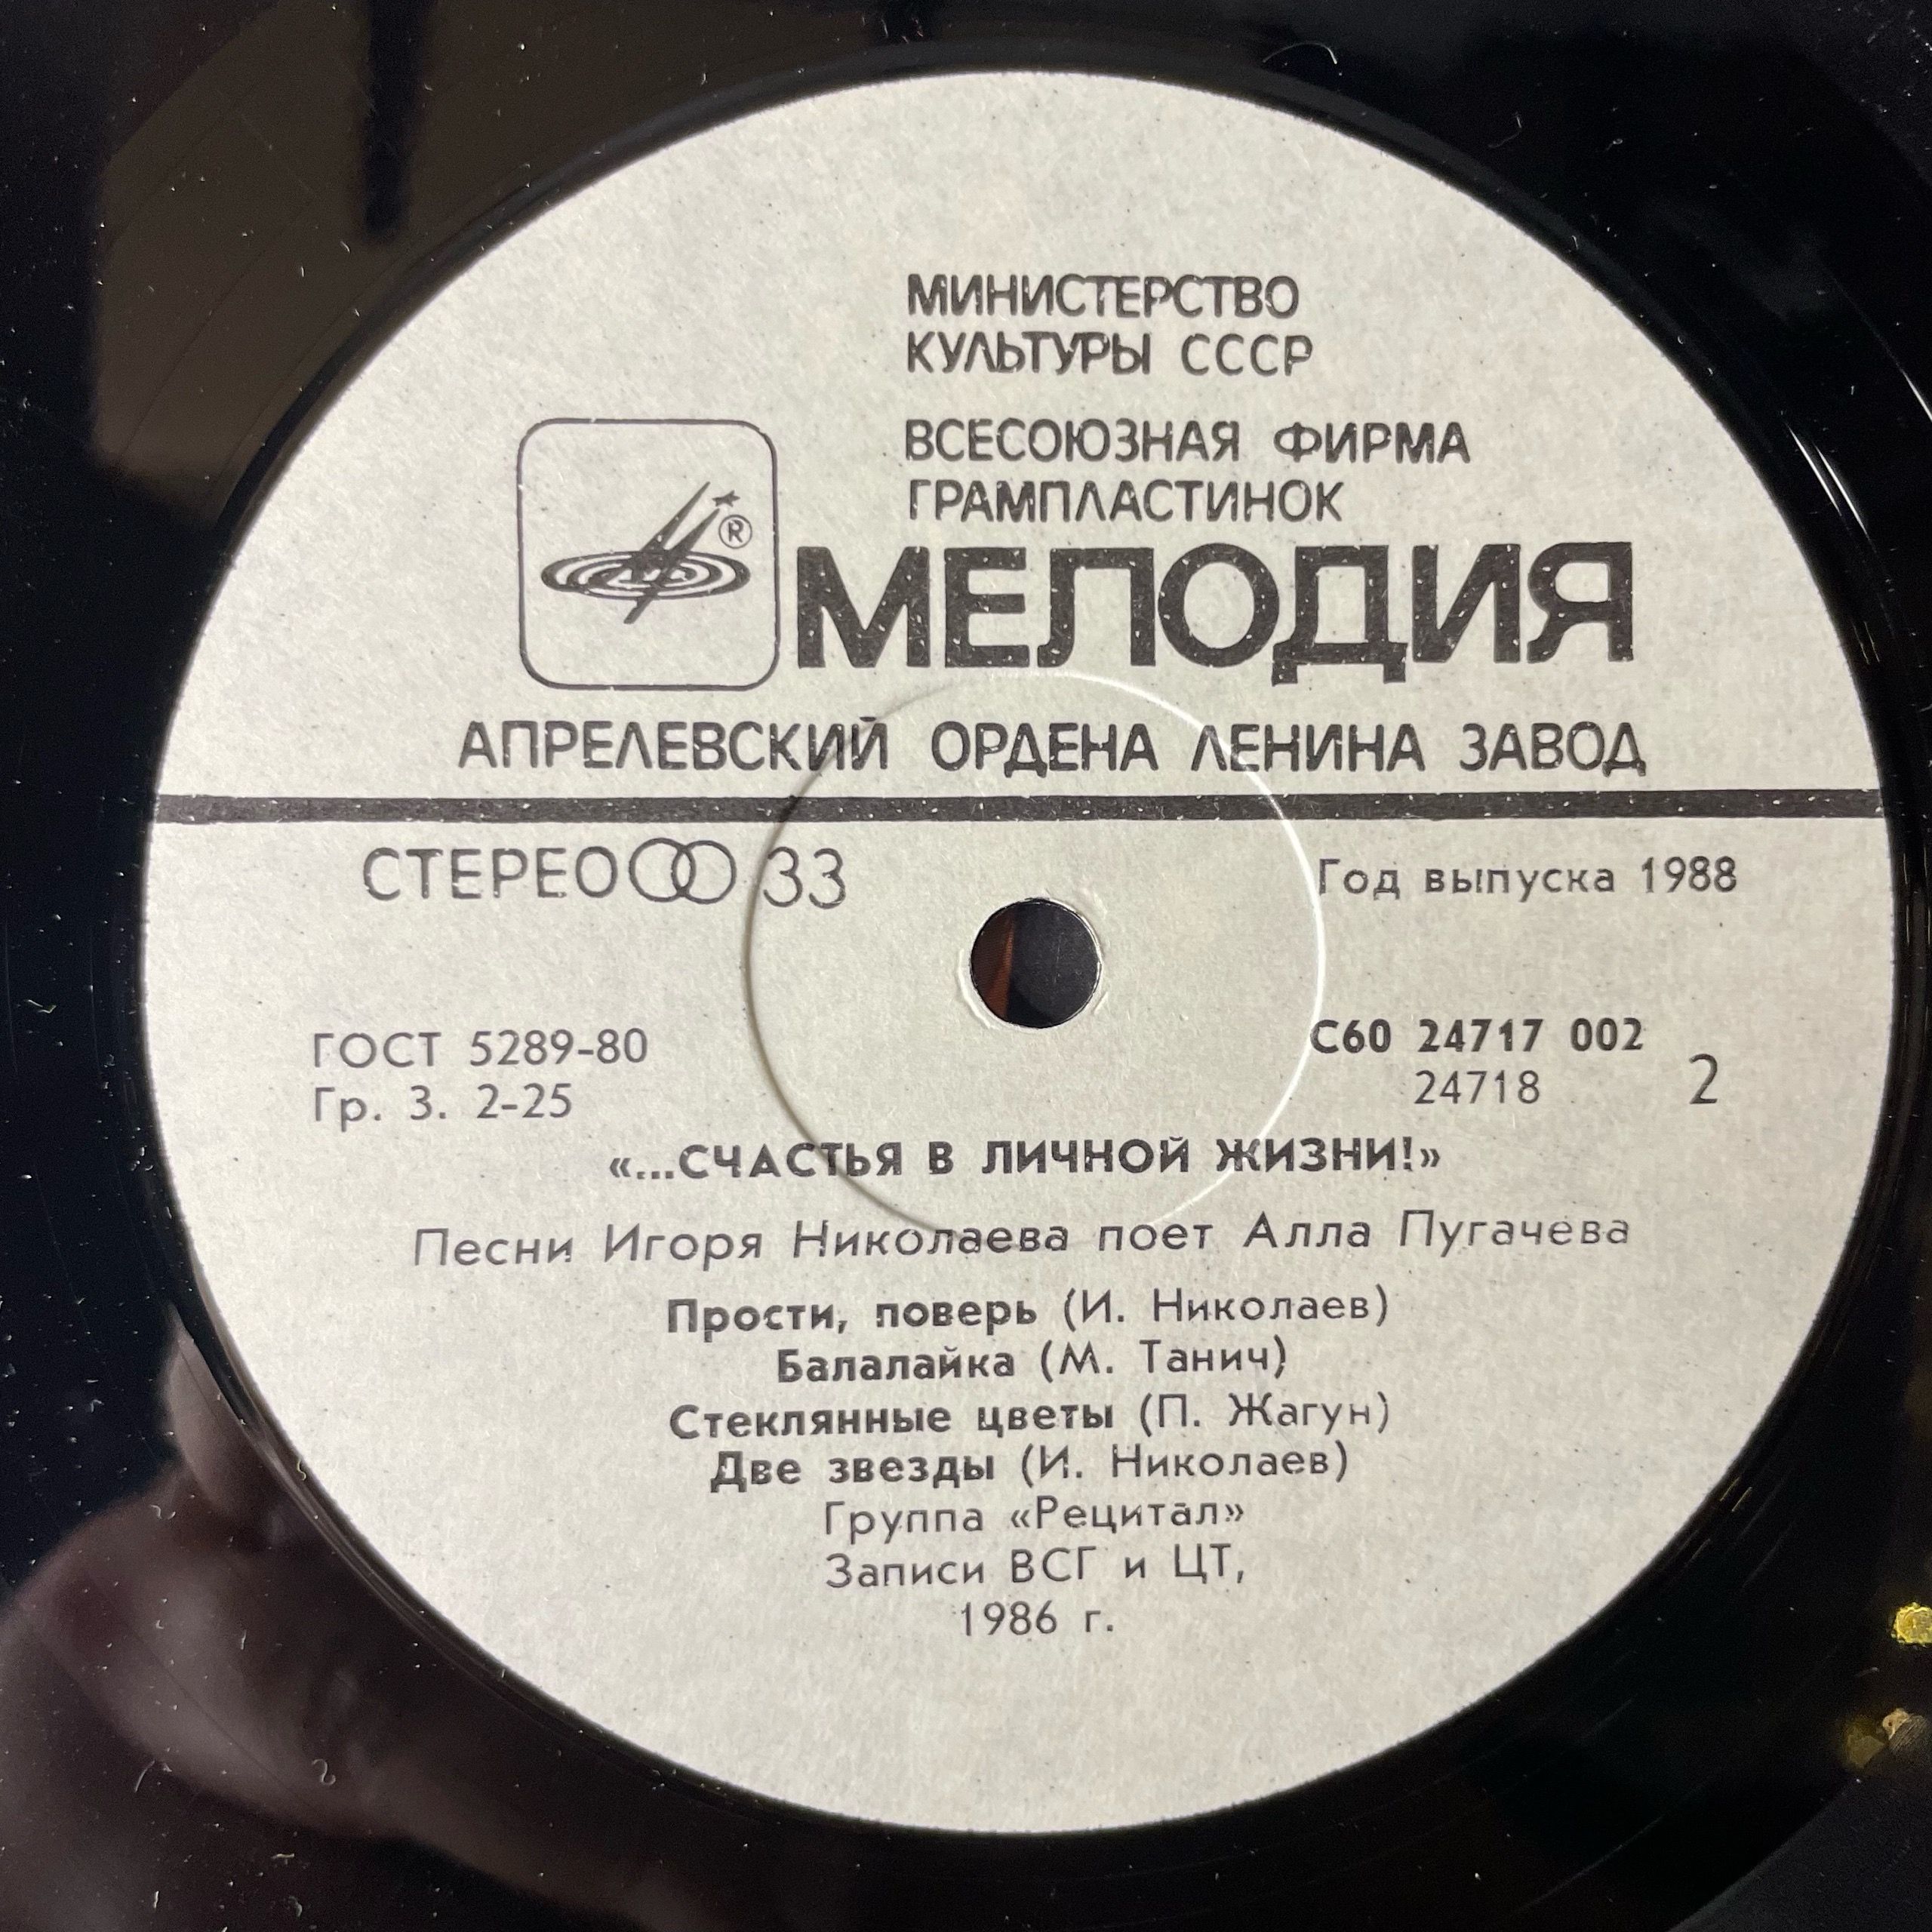 МИНИСТЕРСТВО
КУЛЬТУРЫ СССР
ВСЕСОЮЗНАЯ ФИРМА
ГРАМПЛАСТИНОК
®
МЕЛОДИЯ
АПРЕЛЕВСКИЙ ОРДЕНА ЛЕНИНА ЗАВОД
СТЕРЕО 33
Год выпуска 1988
ГОСТ 5289-80
Гр. 3. 2-25
С60 24717 002
24718
2
«...СЧАСТЬЯ В ЛИЧНОЙ ЖИЗНИ!»
Песни Игоря Николаева поет Алла Пугачева
Прости, поверь (И. Николаев)
Балалайка (М. Танич)
Стеклянные цветы (П. Жагун)
Две звезды (И. Николаев)
Группа «Рецитал»
Записи ВСГ и ЦТ,
1986 г.